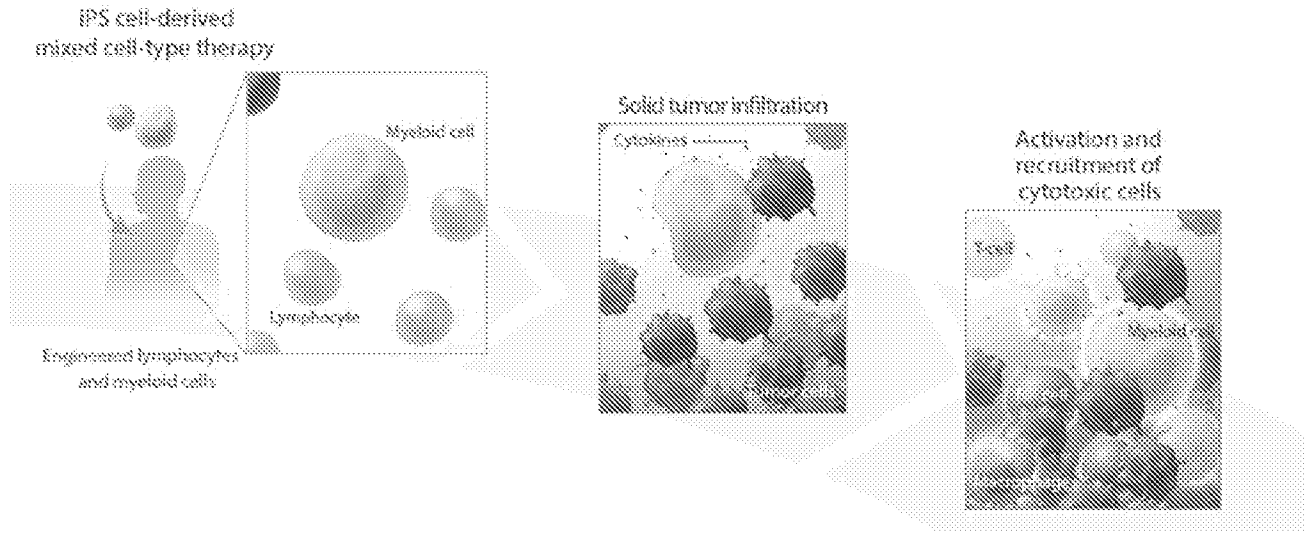 iPS cell-derived
mixed cell-type therapy
Myeloid cell
Lymphocyte
Engineered lymphocytes
and myeloid cells
Solid tumor infiltration
Cytokines
Activation and
recruitment of
cytotoxic cells
T-cell
Myeloid